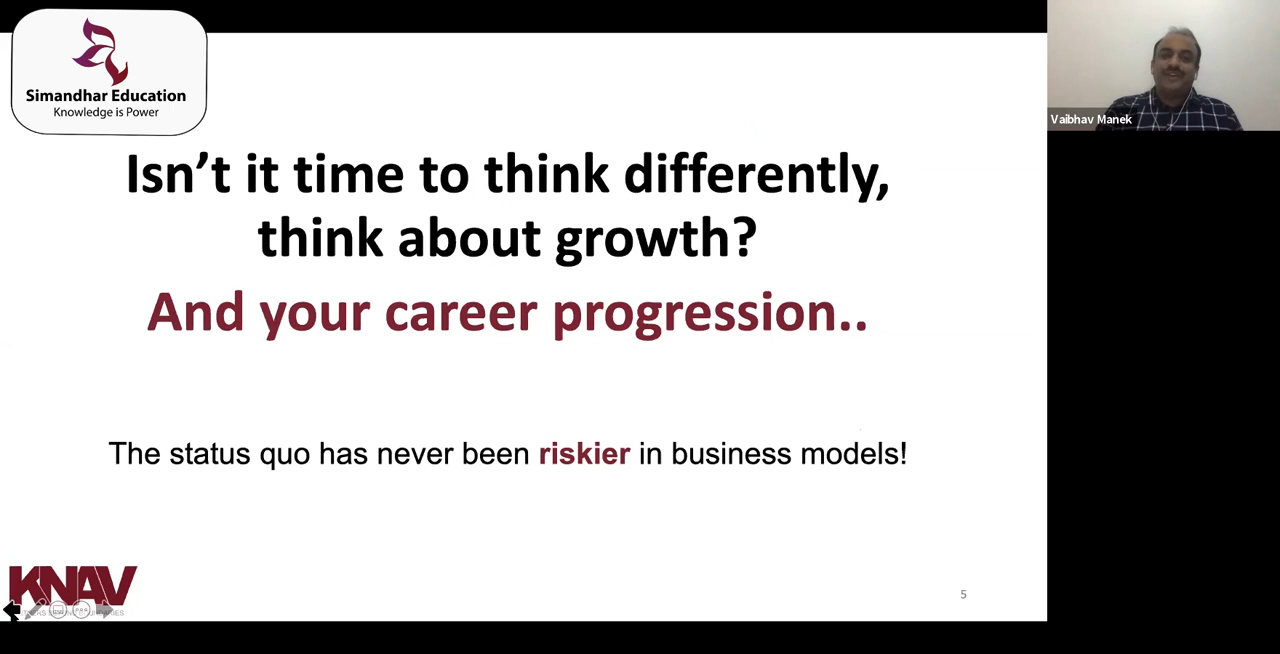 Simandhar Education
Knowledge is Power
Vaibhav Manek
Isn’t it time to think differently,
think about growth?
And your career progression..
The status quo has never been riskier in business models!
KNAV
5